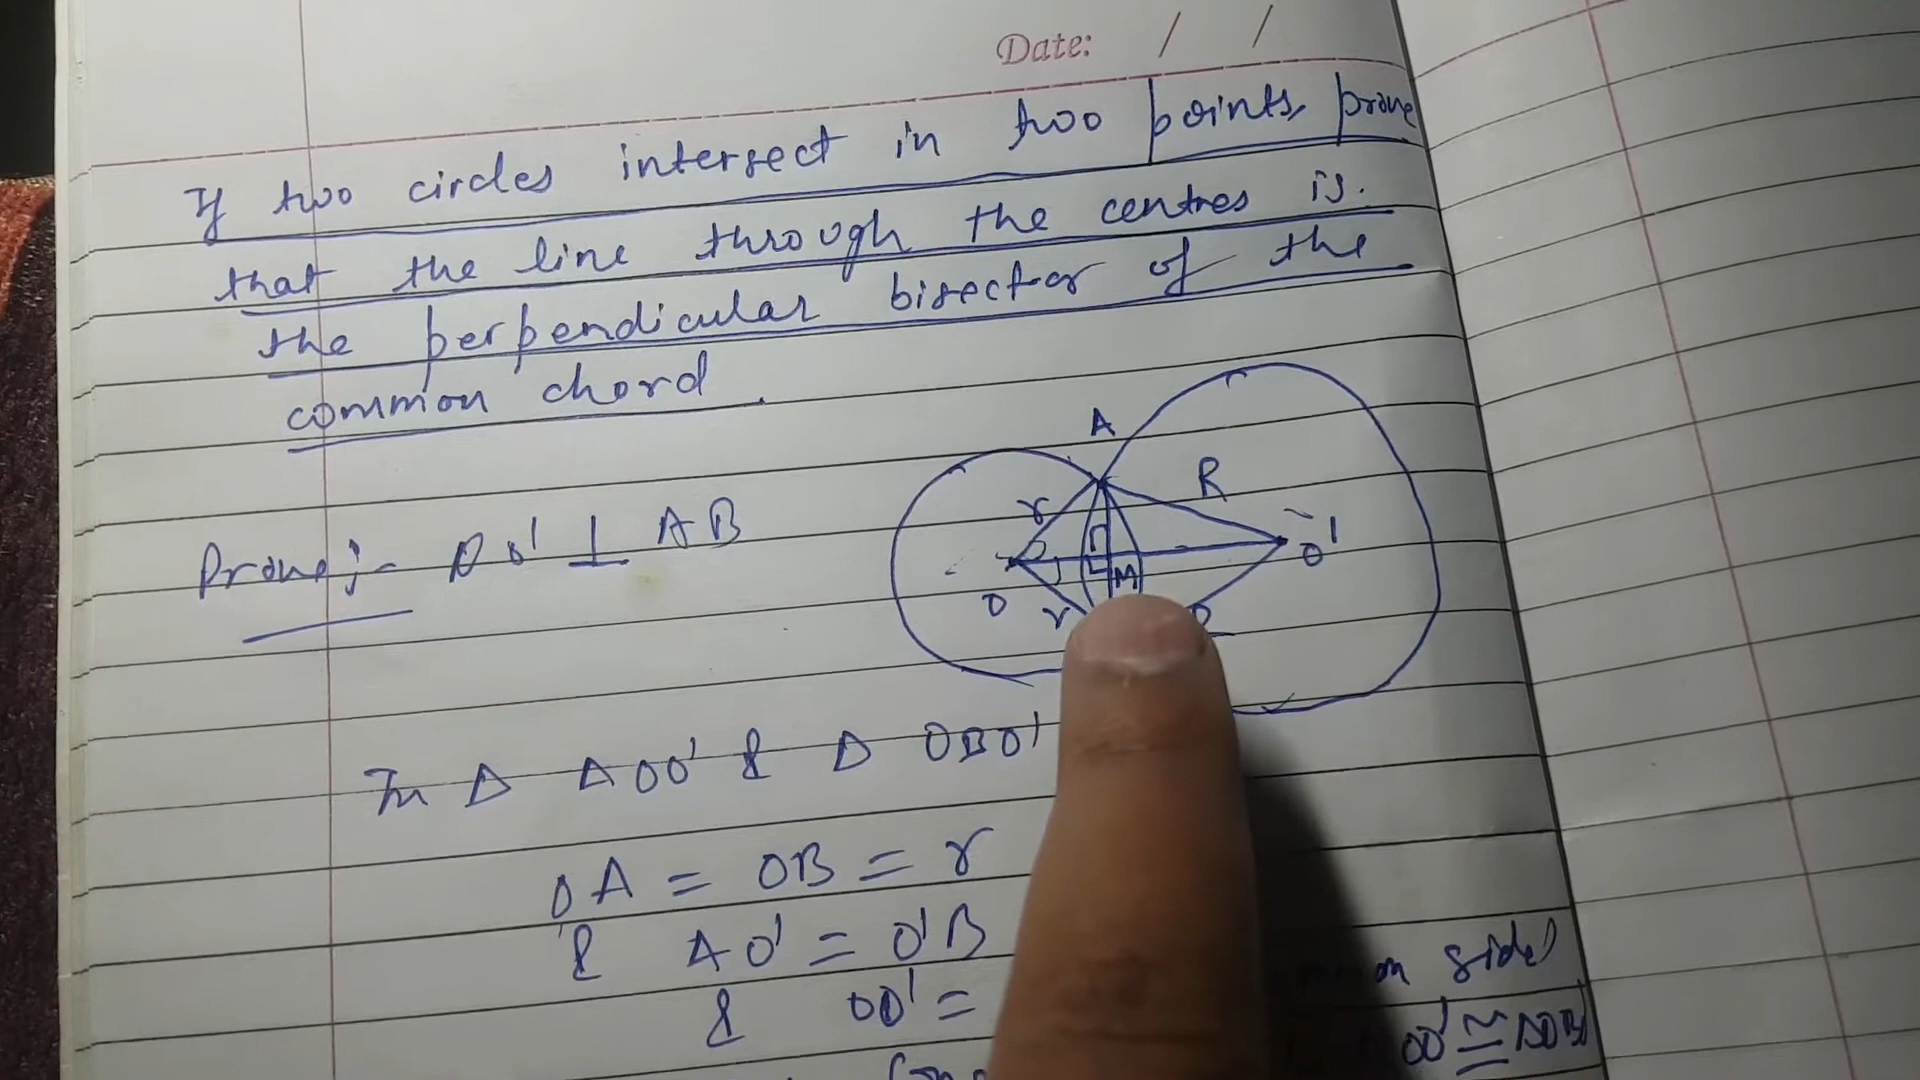 Date: / /
If two circles intersect in two points, prove
that the line through the centres is.
the perpendicular bisector of the
common chord.
A
R
r
Prove :- OO' ⊥ AB
O'
M
O
r
In Δ AOO' & Δ OBO'
OA = OB = r
& AO' = O'B
side
& OO' =
OO' ≅